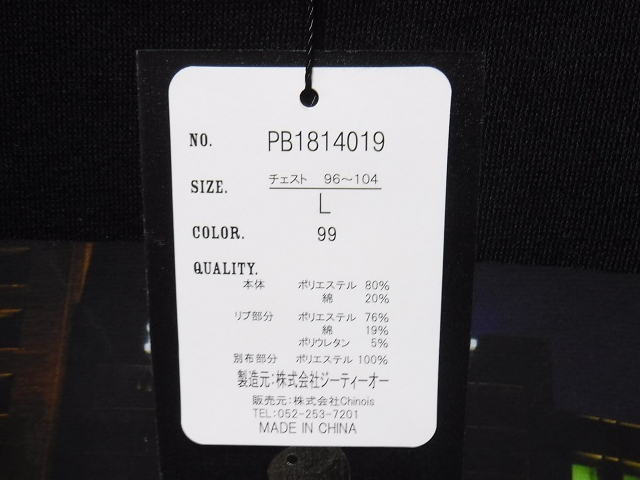 NO. PB1814019
SIZE. チェスト 96～104
L
COLOR. 99
QUALITY.
本体 ポリエステル 80%
綿 20%
リブ部分 ポリエステル 76%
綿 19%
ポリウレタン 5%
別布部分 ポリエステル 100%
製造元:株式会社ジーティーオー
販売元:株式会社Chinois
TEL:052-253-7201
MADE IN CHINA